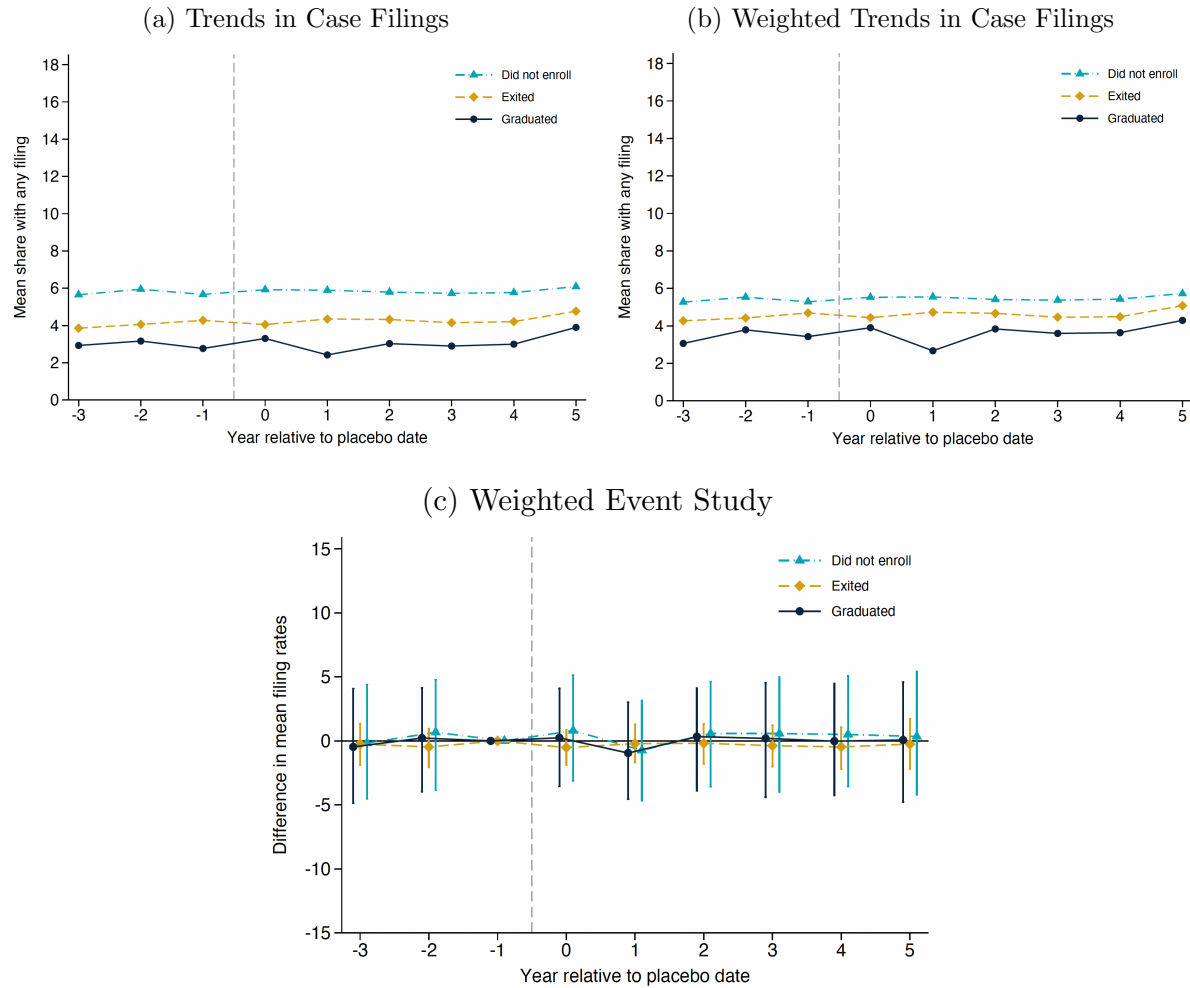 (a) Trends in Case Filings
Mean share with any filing
18
16
14
12
10
8
6
4
2
0
Did not enroll
Exited
Graduated
-3 -2 -1 0 1 2 3 4 5
Year relative to placebo date
(b) Weighted Trends in Case Filings
Mean share with any filing
18
16
14
12
10
8
6
4
2
0
Did not enroll
Exited
Graduated
-3 -2 -1 0 1 2 3 4 5
Year relative to placebo date
(c) Weighted Event Study
Difference in mean filing rates
15
10
5
0
-5
-10
-15
Did not enroll
Exited
Graduated
-3 -2 -1 0 1 2 3 4 5
Year relative to placebo date